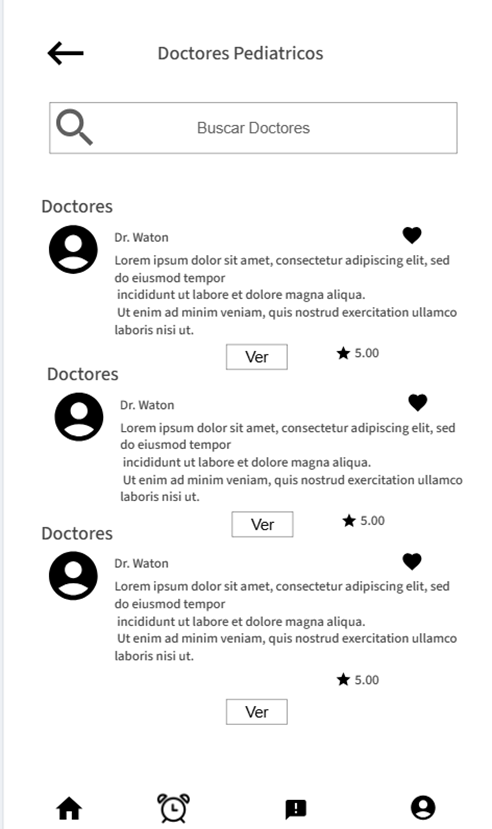 Doctores Pediatricos
Buscar Doctores
Doctores
Dr. Waton
Lorem ipsum dolor sit amet, consectetur adipiscing elit, sed
do eiusmod tempor
incididunt ut labore et dolore magna aliqua.
Ut enim ad minim veniam, quis nostrud exercitation ullamco
laboris nisi ut.
Ver
5.00
Doctores
Dr. Waton
Lorem ipsum dolor sit amet, consectetur adipiscing elit, sed
do eiusmod tempor
incididunt ut labore et dolore magna aliqua.
Ut enim ad minim veniam, quis nostrud exercitation ullamco
laboris nisi ut.
Ver
5.00
Doctores
Dr. Waton
Lorem ipsum dolor sit amet, consectetur adipiscing elit, sed
do eiusmod tempor
incididunt ut labore et dolore magna aliqua.
Ut enim ad minim veniam, quis nostrud exercitation ullamco
laboris nisi ut.
5.00
Ver